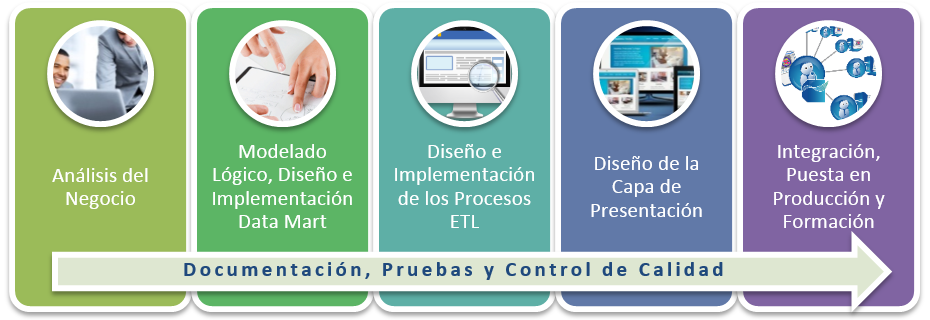 Análisis del
Negocio
Modelado
Lógico, Diseño e
Implementación
Data Mart
Diseño e
Implementación
de los Procesos
ETL
Diseño de la
Capa de
Presentación
Integración,
Puesta en
Producción y
Formación
Documentación, Pruebas y Control de Calidad